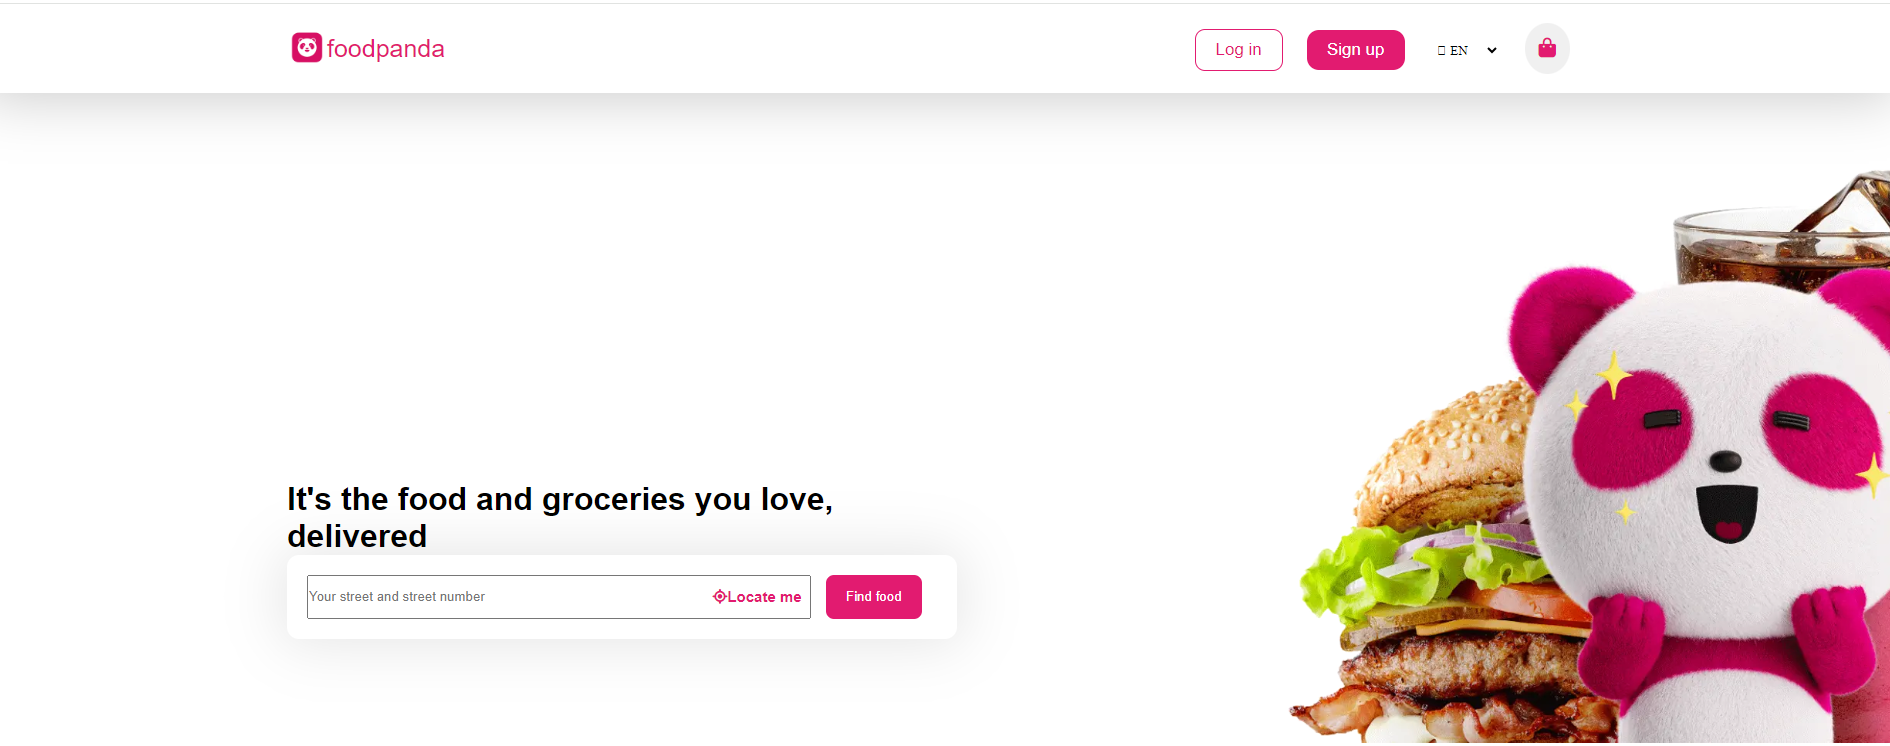 foodpanda
Log in
Sign up
EN
It's the food and groceries you love,
delivered
Your street and street number
Locate me
Find food